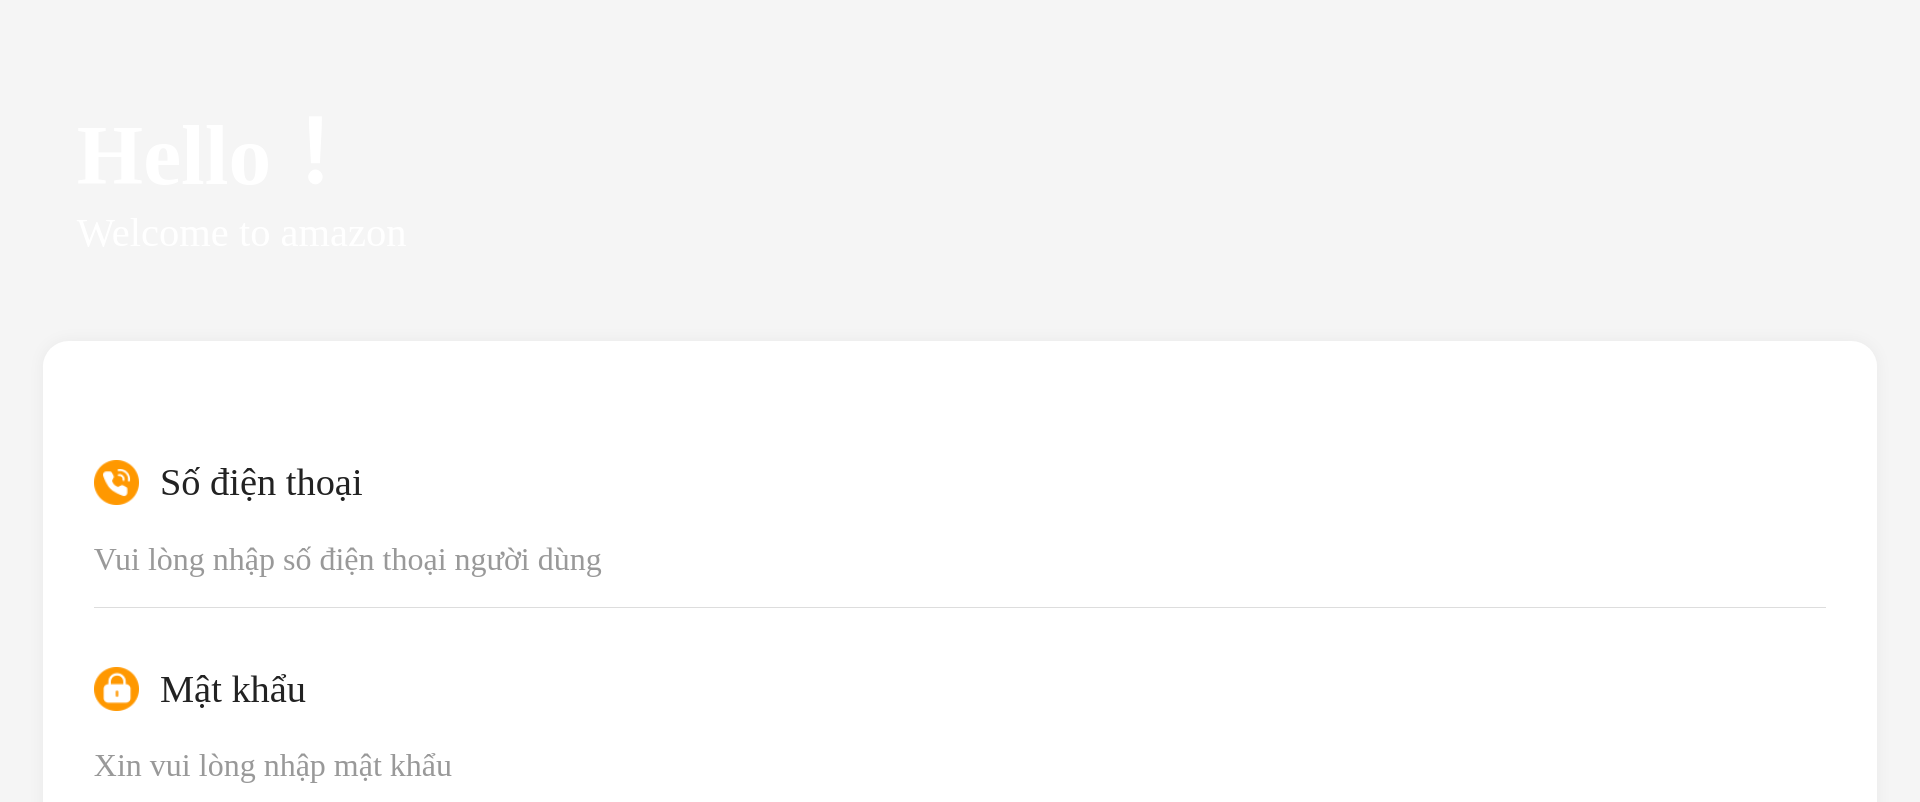 Hello !
Welcome to amazon
Số điện thoại
Vui lòng nhập số điện thoại người dùng
Mật khẩu
Xin vui lòng nhập mật khẩu